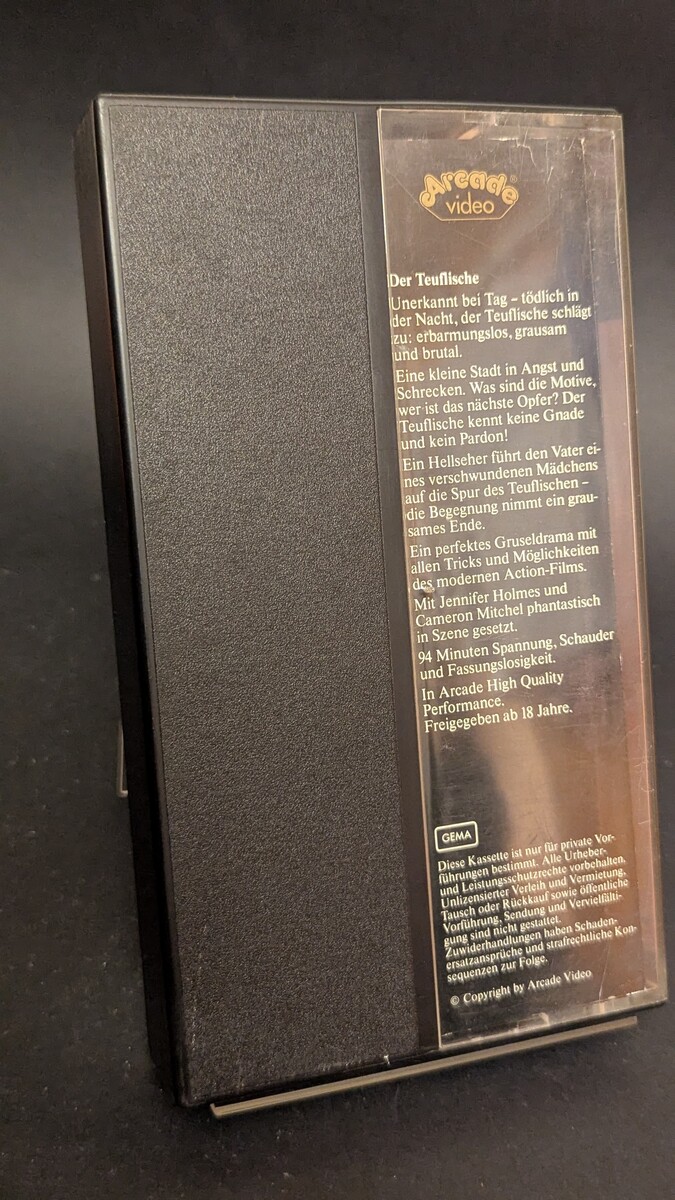 Arcade®
video
Der Teuflische
Unerkannt bei Tag – tödlich in
der Nacht, der Teuflische schlägt
zu: erbarmungslos, grausam
und brutal.
Eine kleine Stadt in Angst und
Schrecken. Was sind die Motive,
wer ist das nächste Opfer? Der
Teuflische kennt keine Gnade
und kein Pardon!
Ein Hellseher führt den Vater ei-
nes verschwundenen Mädchens
auf die Spur des Teuflischen –
die Begegnung nimmt ein grau-
sames Ende.
Ein perfektes Gruseldrama mit
allen Tricks und Möglichkeiten
des modernen Action-Films.
Mit Jennifer Holmes und
Cameron Mitchel phantastisch
in Szene gesetzt.
94 Minuten Spannung, Schauder
und Fassungslosigkeit.
In Arcade High Quality
Performance.
Freigegeben ab 18 Jahre.
GEMA
Diese Kassette ist nur für private Vor-
führungen bestimmt. Alle Urheber-
und Leistungsschutzrechte vorbehalten.
Unlizensierter Verleih und Vermietung,
Tausch oder Rückkauf sowie öffentliche
Vorführung, Sendung und Vervielfälti-
gung sind nicht gestattet.
Zuwiderhandlungen haben Schaden-
ersatzansprüche und strafrechtliche Kon-
sequenzen zur Folge.
© Copyright by Arcade Video